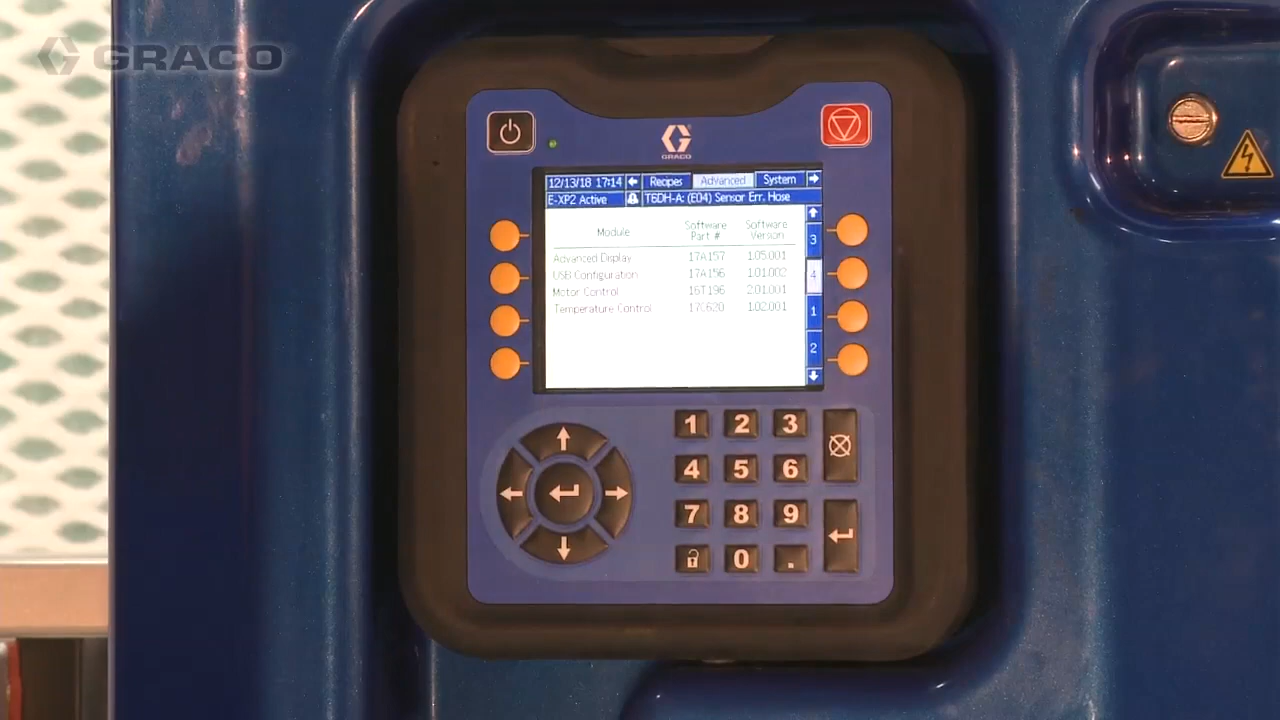 GRACO
GRACO
12/13/18 17:14 Recipes Advanced System
E-XP2 Active T6DH-A: (E04) Sensor Err. Hose
Module Software Part # Software Version
Advanced Display 17A157 1.05.001
USB Configuration 17A156 1.01.002
Motor Control 16T196 2.01.001
Temperature Control 17C620 1.02.001
3
4
1
2
1 2 3
4 5 6
7 8 9
0 .